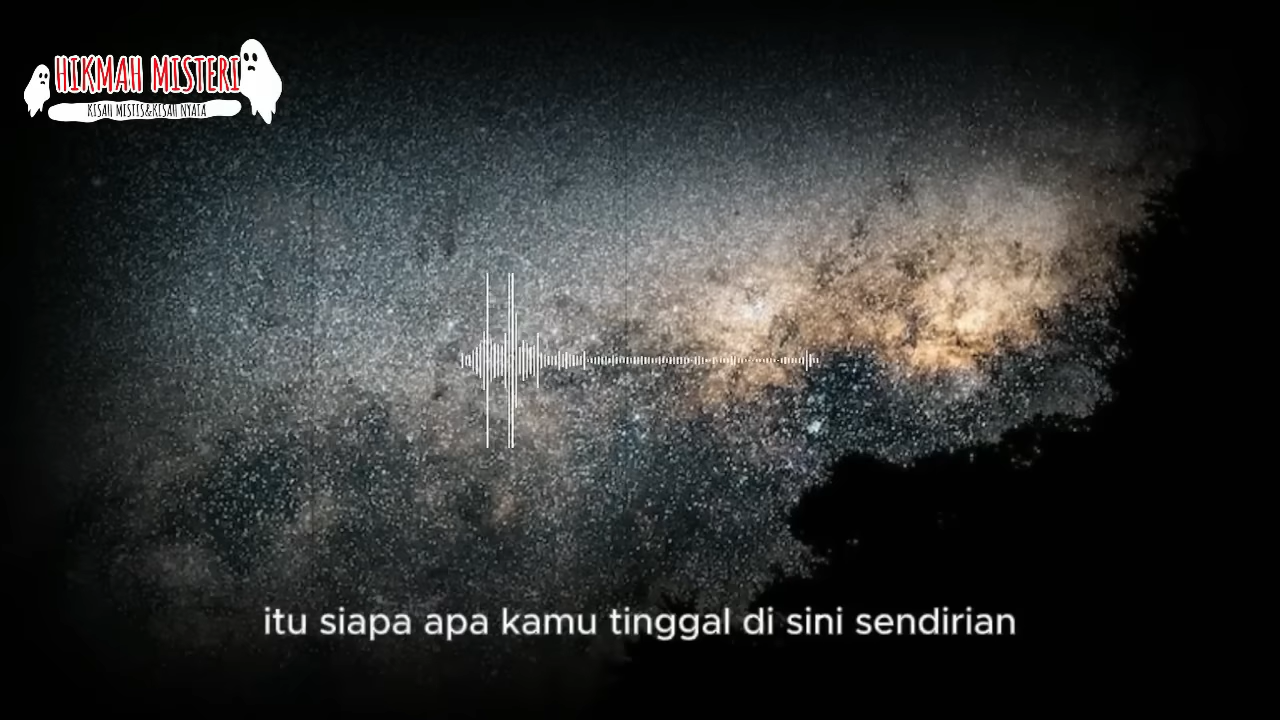 HIKMAH MISTERI
KISAH MISTIS&KISAH NYATA
itu siapa apa kamu tinggal di sini sendirian